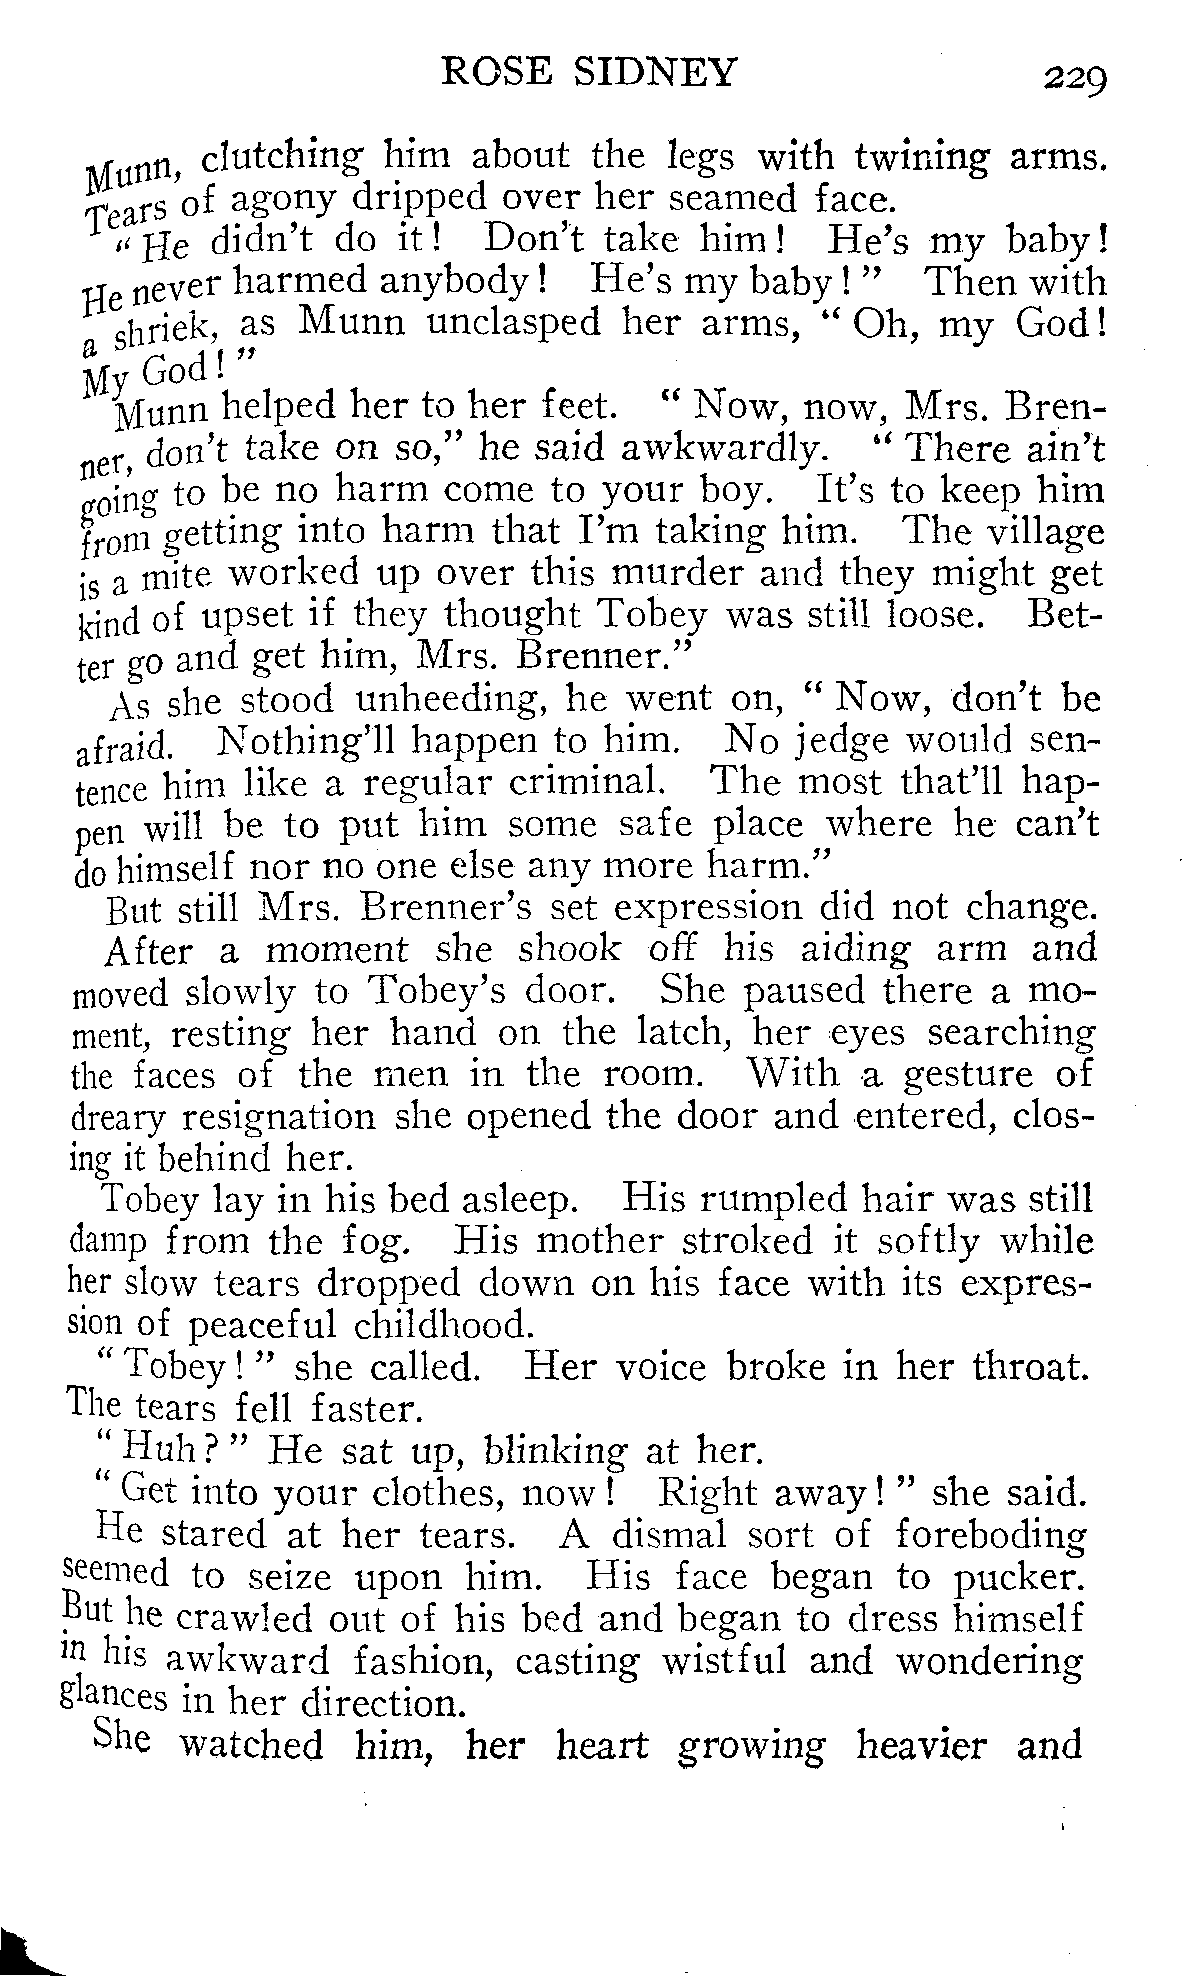 ROSE SIDNEY 229
Munn, clutching him about the legs with twining arms.
Tears of agony dripped over her seamed face.
" He didn't do it! Don't take him! He's my baby!
He never harmed anybody! He's my baby!" Then with
a shriek, as Munn unclasped her arms, " Oh, my God!
My God!"
Munn helped her to her feet. " Now, now, Mrs. Bren-
ner, don't take on so," he said awkwardly. " There ain't
going to be no harm come to your boy. It's to keep him
from getting into harm that I'm taking him. The village
is a mite worked up over this murder and they might get
kind of upset if they thought Tobey was still loose. Bet-
ter go and get him, Mrs. Brenner."
As she stood unheeding, he went on, " Now, don't be
afraid. Nothing'll happen to him. No jedge would sen-
tence him like a regular criminal. The most that'll hap-
pen will be to put him some safe place where he can't
do himself nor no one else any more harm."
But still Mrs. Brenner's set expression did not change.
After a moment she shook off his aiding arm and
moved slowly to Tobey's door. She paused there a mo-
ment, resting her hand on the latch, her eyes searching
the faces of the men in the room. With a gesture of
dreary resignation she opened the door and entered, clos-
ing it behind her.
Tobey lay in his bed asleep. His rumpled hair was still
damp from the fog. His mother stroked it softly while
her slow tears dropped down on his face with its expres-
sion of peaceful childhood.
" Tobey!" she called. Her voice broke in her throat.
The tears fell faster.
" Huh?" He sat up, blinking at her.
" Get into your clothes, now! Right away!" she said.
He stared at her tears. A dismal sort of foreboding
seemed to seize upon him. His face began to pucker.
But he crawled out of his bed and began to dress himself
in his awkward fashion, casting wistful and wondering
glances in her direction.
She watched him, her heart growing heavier and